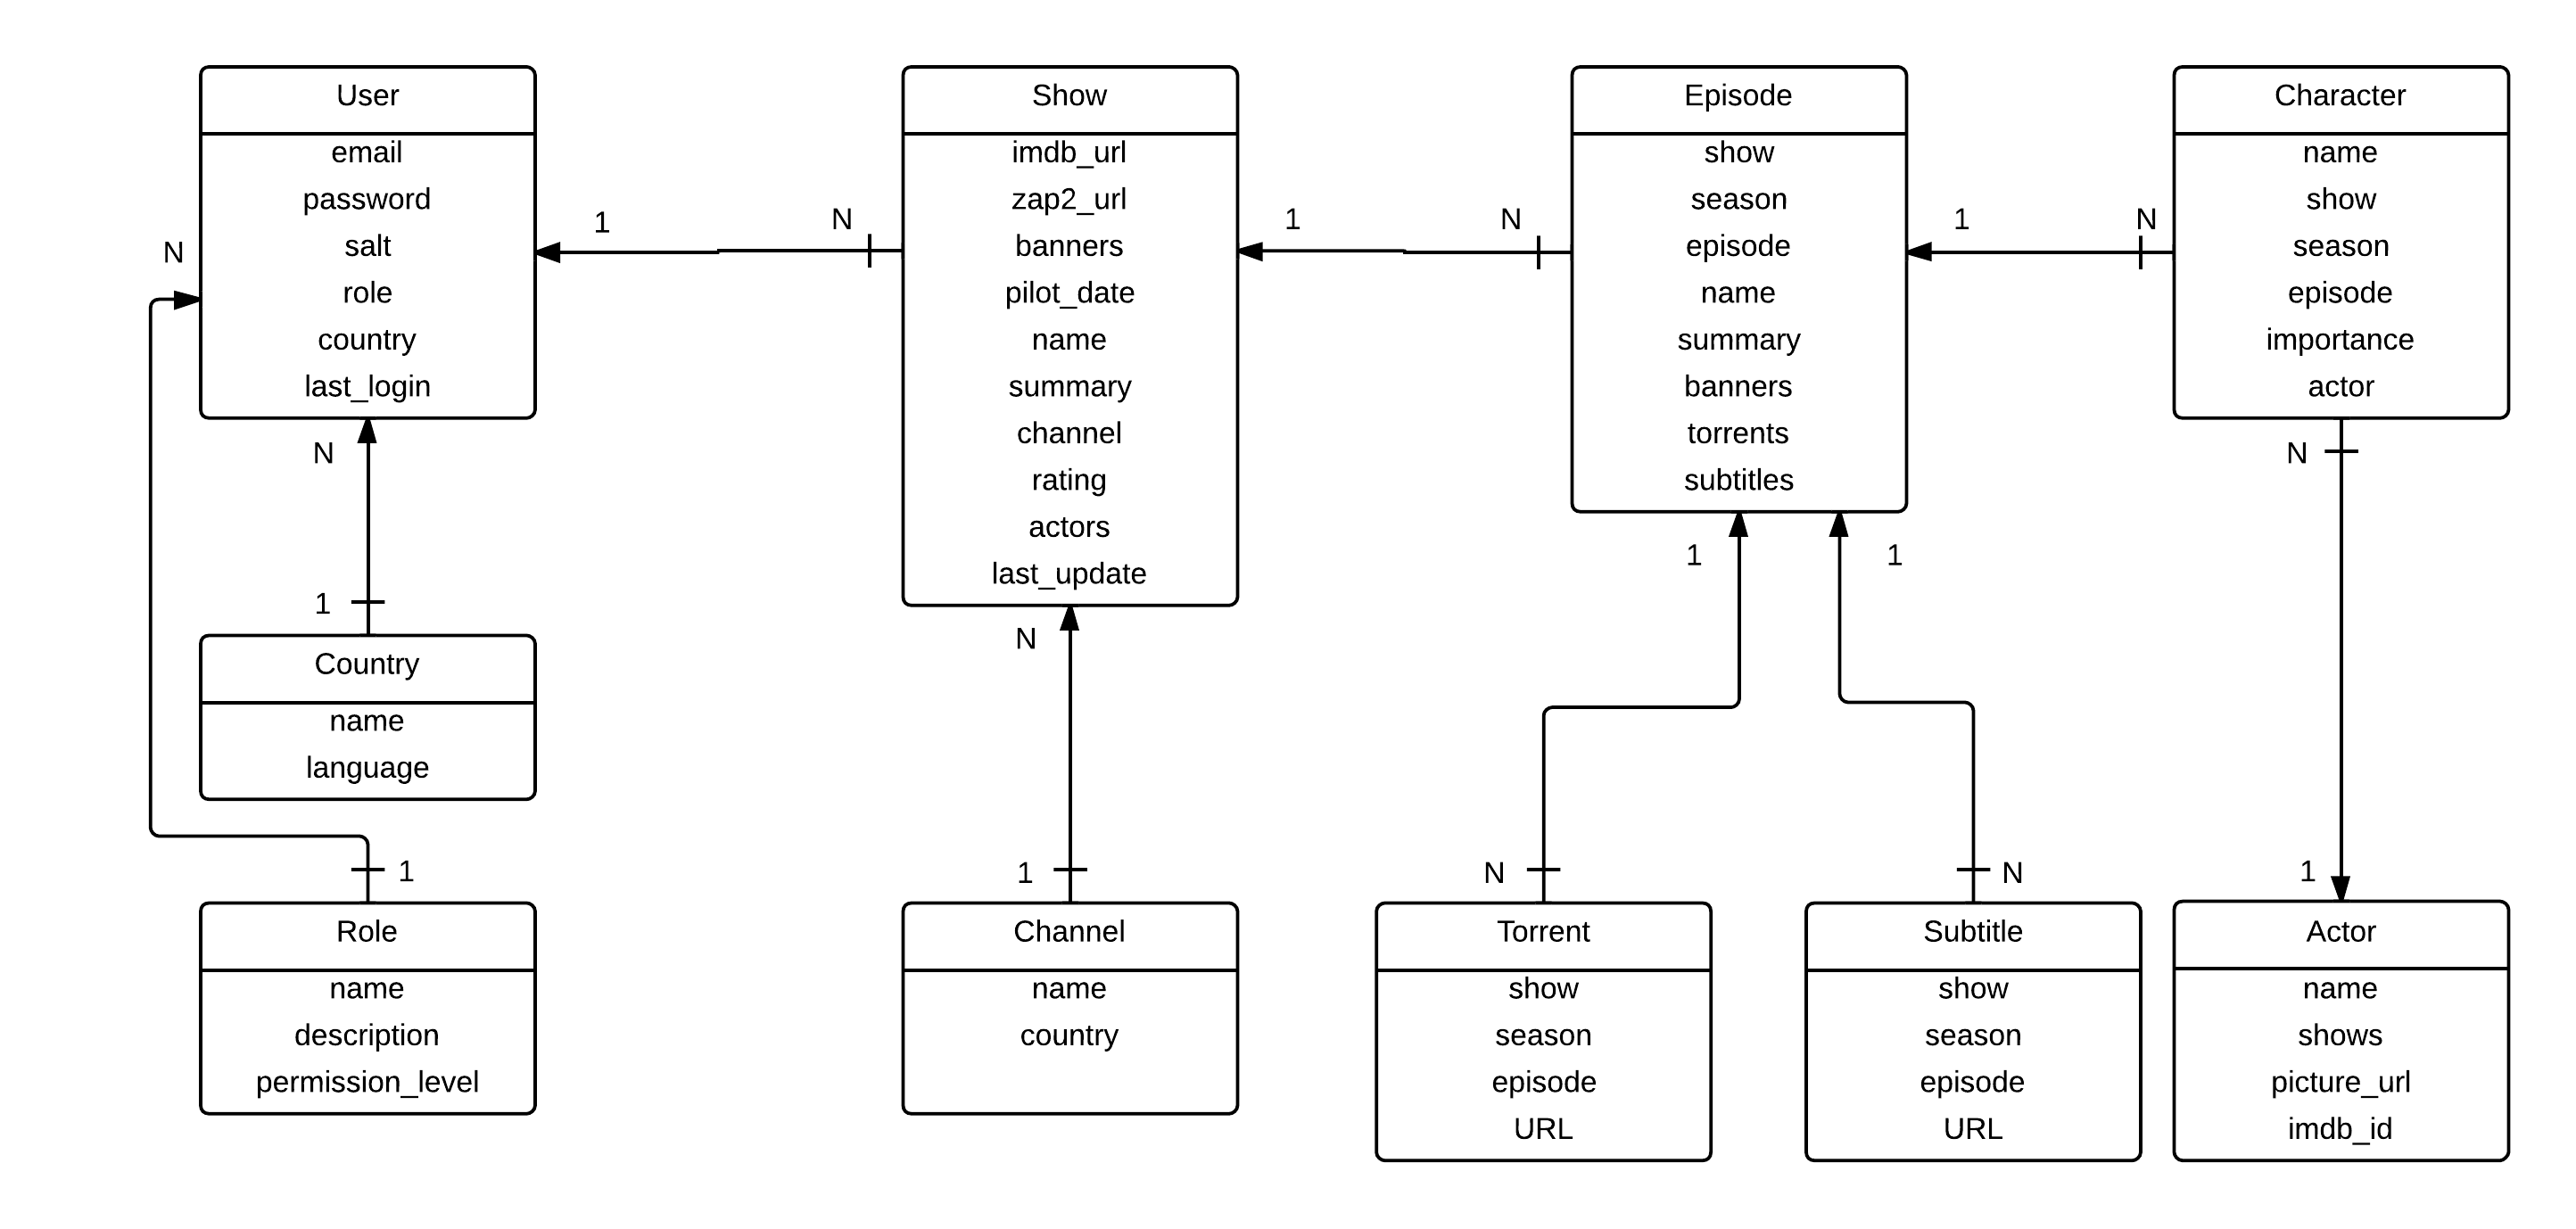 User
email
password
salt
role
country
last_login
Show
imdb_url
zap2_url
banners
pilot_date
name
summary
channel
rating
actors
last_update
Episode
show
season
episode
name
summary
banners
torrents
subtitles
Character
name
show
season
episode
importance
actor
N
1
N
1
N
1
N
N
1
N
1
1
N
1
Country
name
language
1
Role
name
description
permission_level
1
Channel
name
country
N
Torrent
show
season
episode
URL
N
Subtitle
show
season
episode
URL
1
Actor
name
shows
picture_url
imdb_id